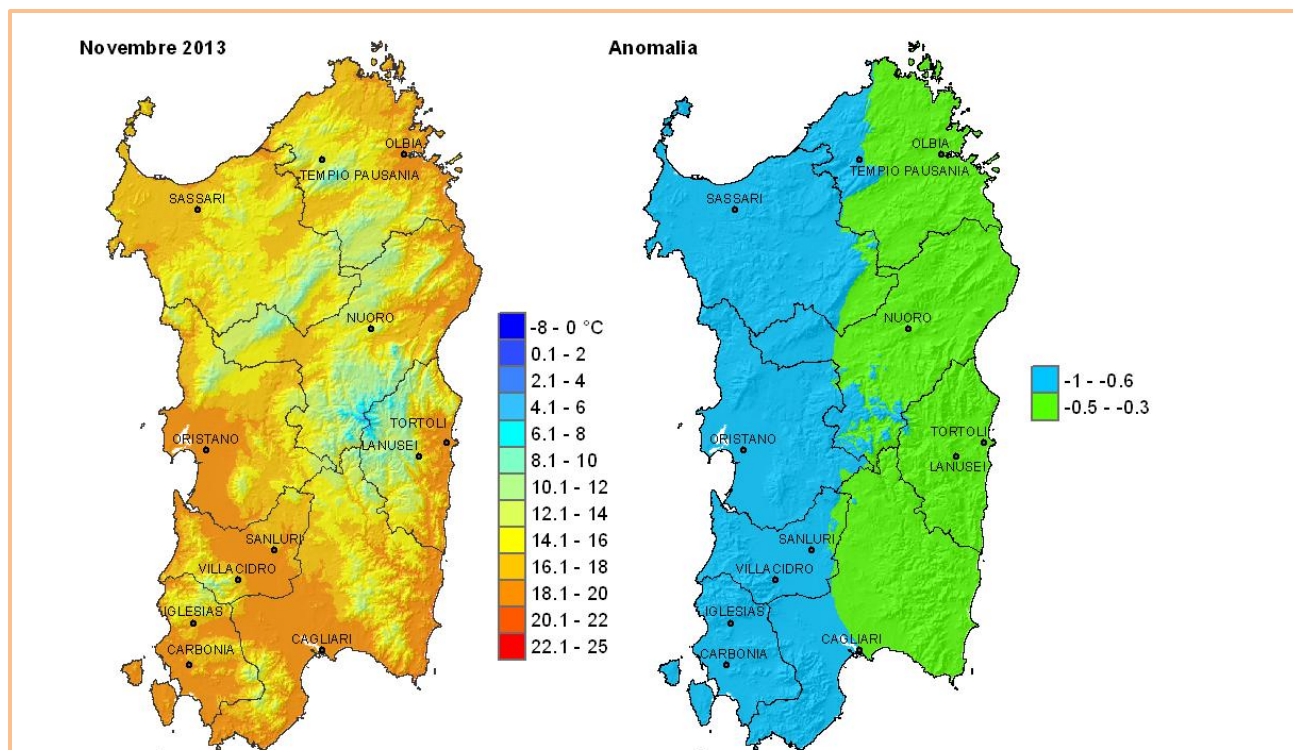 Novembre 2013
OLBIA
TEMPIO PAUSANIA
SASSARI
NUORO
TORTOLI
ORISTANO
LANUSEI
SANLURI
VILLACIDRO
IGLESIAS
CAGLIARI
CARBONIA
-8 - 0 °C
0.1 - 2
2.1 - 4
4.1 - 6
6.1 - 8
8.1 - 10
10.1 - 12
12.1 - 14
14.1 - 16
16.1 - 18
18.1 - 20
20.1 - 22
22.1 - 25
Anomalia
OLBIA
TEMPIO PAUSANIA
SASSARI
NUORO
TORTOLI
ORISTANO
LANUSEI
SANLURI
VILLACIDRO
IGLESIAS
CAGLIARI
CARBONIA
-1 - -0.6
-0.5 - -0.3